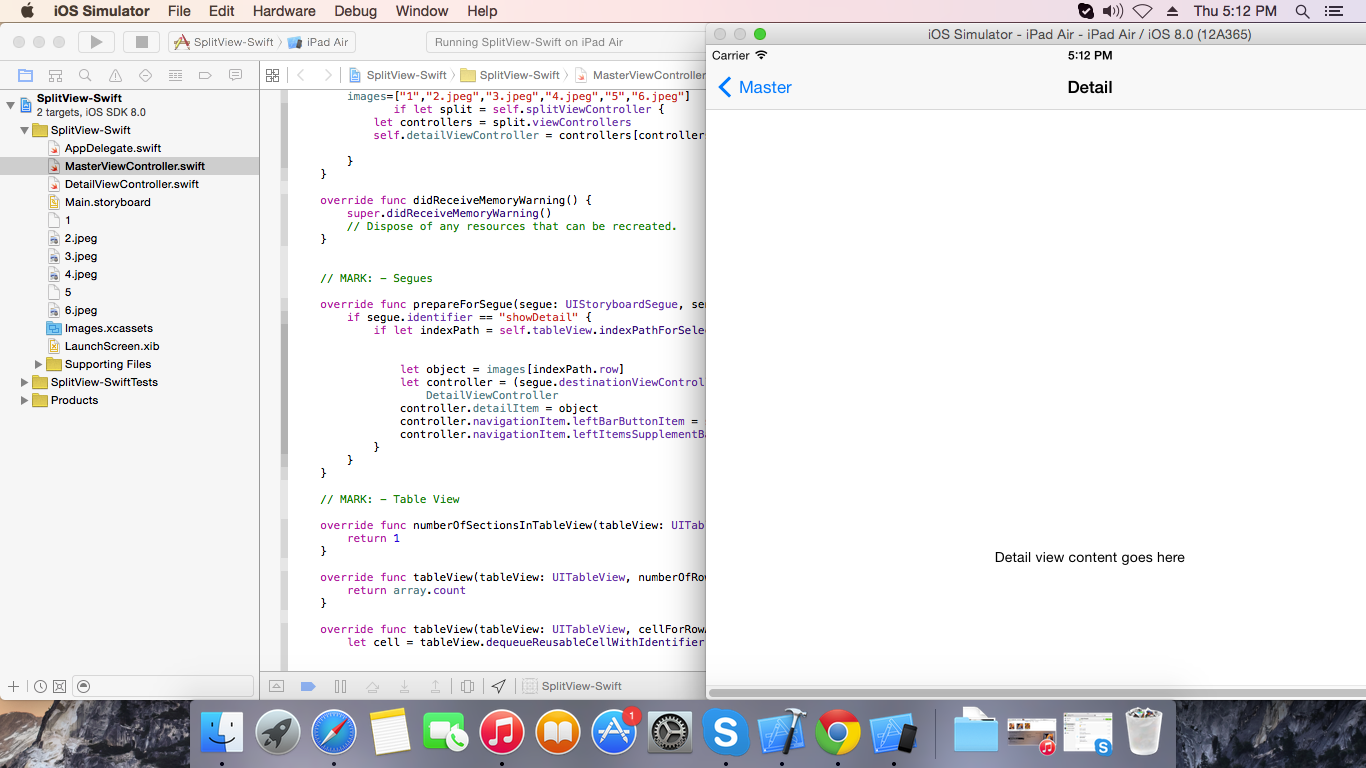 iOS Simulator File Edit Hardware Debug Window Help
Thu 5:12 PM
SplitView-Swift iPad Air
Running SplitView-Swift on iPad Air
SplitView-Swift
2 targets, iOS SDK 8.0
SplitView-Swift
AppDelegate.swift
MasterViewController.swift
DetailViewController.swift
Main.storyboard
1
2.jpeg
3.jpeg
4.jpeg
5
6.jpeg
Images.xcassets
LaunchScreen.xib
Supporting Files
SplitView-SwiftTests
Products
SplitView-Swift SplitView-Swift MasterViewController
images=["1","2.jpeg","3.jpeg","4.jpeg","5","6.jpeg"]
if let split = self.splitViewController {
let controllers = split.viewControllers
self.detailViewController = controllers[controller
}
}
override func didReceiveMemoryWarning() {
super.didReceiveMemoryWarning()
// Dispose of any resources that can be recreated.
}
// MARK: - Segues
override func prepareForSegue(segue: UIStoryboardSegue, se
if segue.identifier == "showDetail" {
if let indexPath = self.tableView.indexPathForSele
let object = images[indexPath.row]
let controller = (segue.destinationViewControl
DetailViewController
controller.detailItem = object
controller.navigationItem.leftBarButtonItem =
controller.navigationItem.leftItemsSupplementBa
}
}
}
// MARK: - Table View
override func numberOfSectionsInTableView(tableView: UITab
return 1
}
override func tableView(tableView: UITableView, numberOfRow
return array.count
}
override func tableView(tableView: UITableView, cellForRowA
let cell = tableView.dequeueReusableCellWithIdentifier
SplitView-Swift
iOS Simulator - iPad Air - iPad Air / iOS 8.0 (12A365)
Carrier 5:12 PM
Master Detail
Detail view content goes here
1